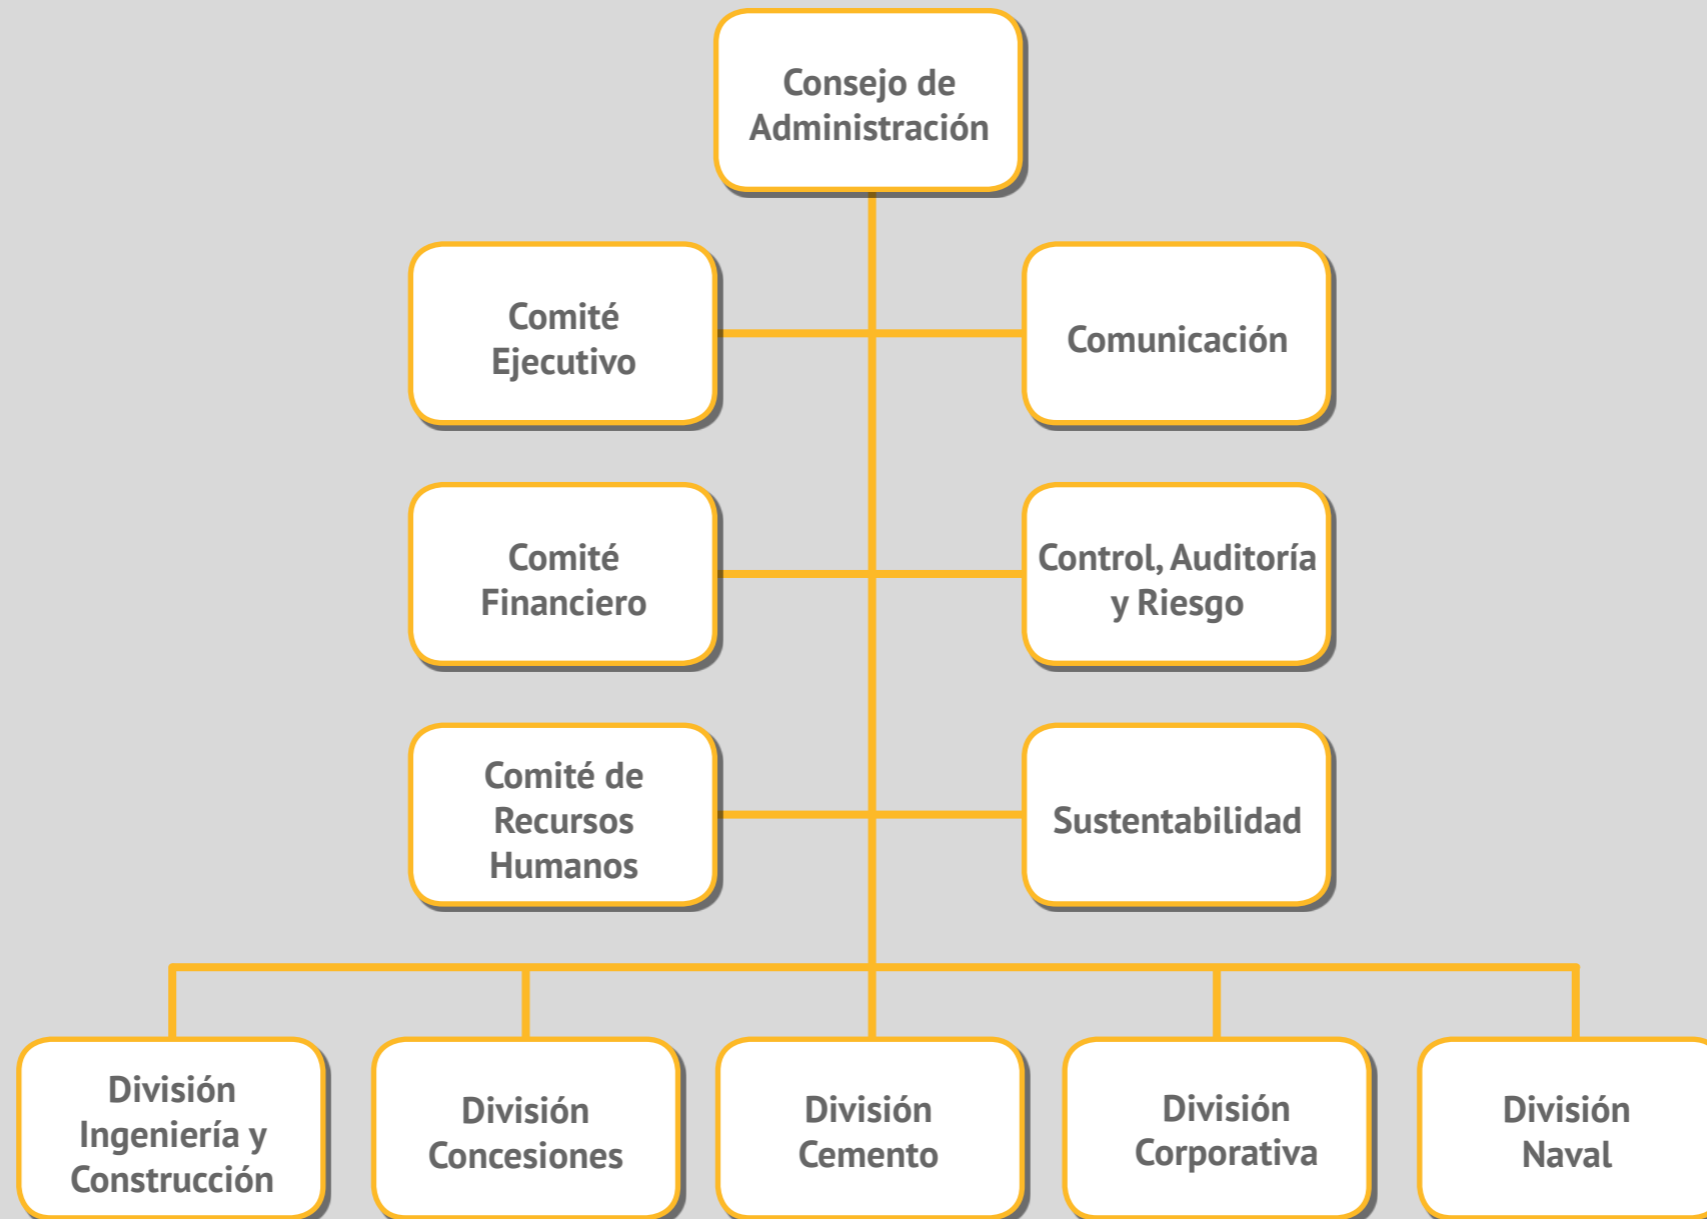 Consejo de
Administración
Comité
Ejecutivo
Comunicación
Comité
Financiero
Control, Auditoría
y Riesgo
Comité de
Recursos
Humanos
Sustentabilidad
División
Ingeniería y
Construcción
División
Concesiones
División
Cemento
División
Corporativa
División
Naval